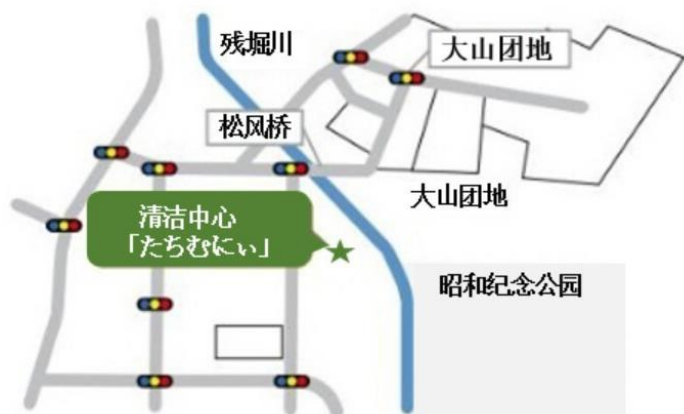 残堀川
大山团地
松风桥
大山团地
清洁中心
「たちむにぃ」
昭和纪念公园